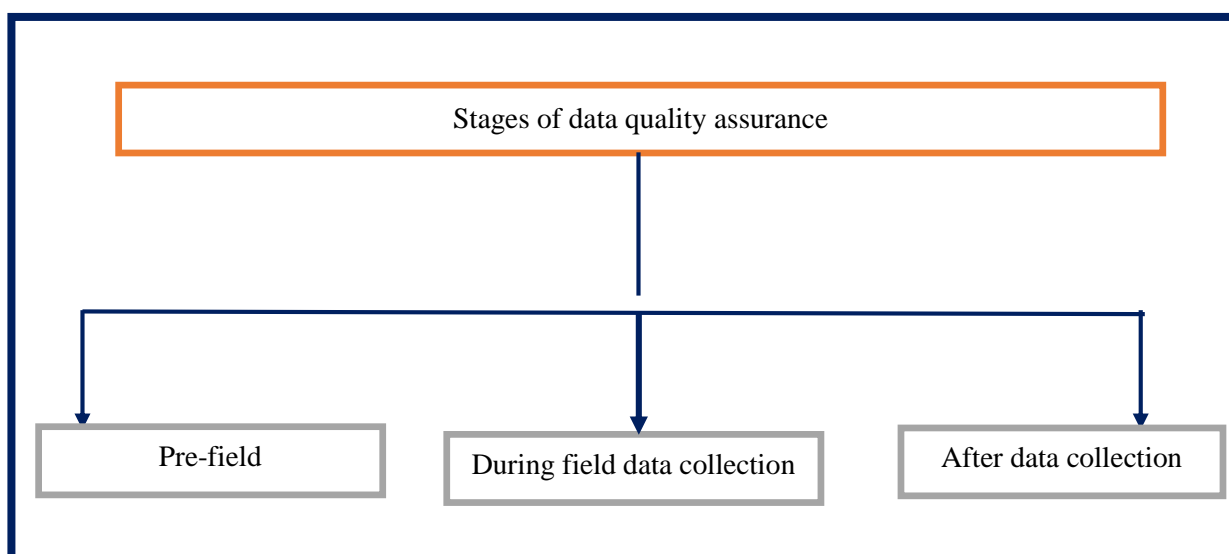 Stages of data quality assurance
Pre-field
During field data collection
After data collection